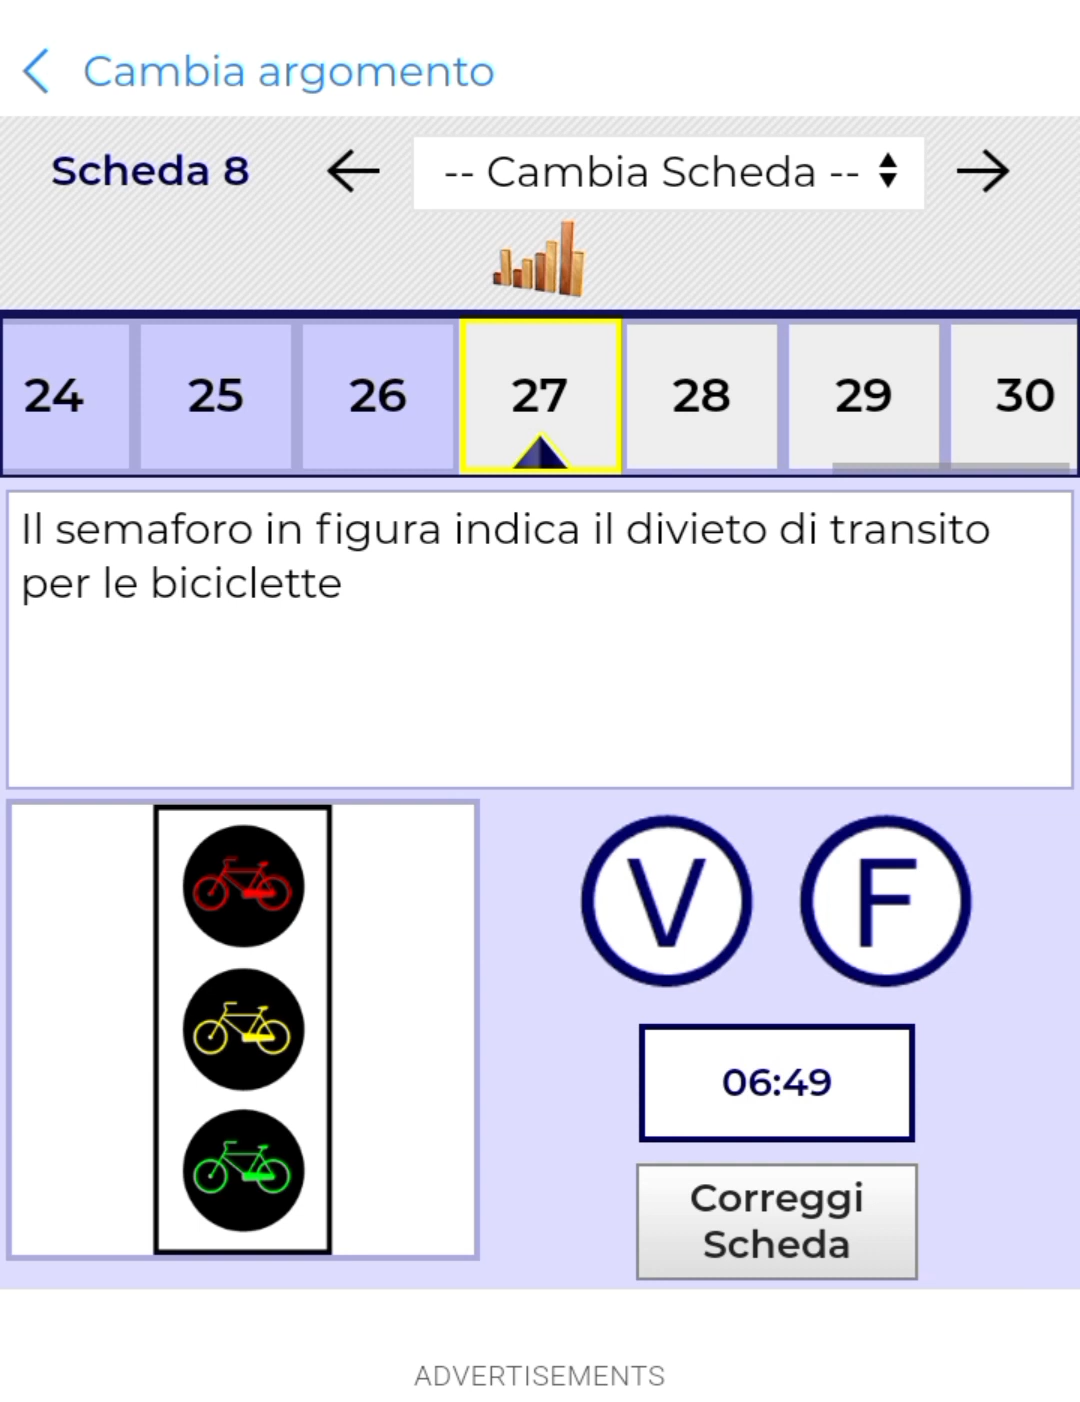 Cambia argomento
Scheda 8
-- Cambia Scheda --
24 25 26 27 28 29 30
Il semaforo in figura indica il divieto di transito
per le biciclette
V F
06:49
Correggi
Scheda
ADVERTISEMENTS